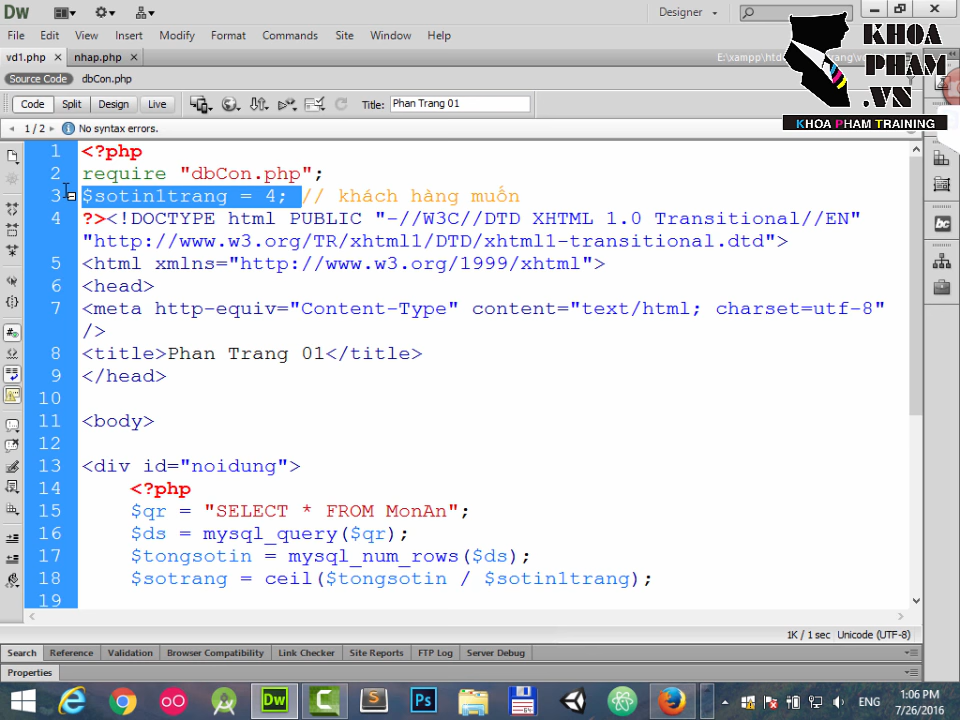 Dw
Designer
File Edit View Insert Modify Format Commands Site Window Help
vd1.php × nhap.php ×
E:\xampp\htdo
Source Code dbCon.php
Code Split Design Live Title: Phan Trang 01
1 / 2 No syntax errors.
KHOA
PHAM
.VN
KHOA PHAM TRAINING
1 <?php
2 require "dbCon.php";
3 $sotin1trang = 4; // khách hàng muốn
4 ?><!DOCTYPE html PUBLIC "-//W3C//DTD XHTML 1.0 Transitional//EN"
"http://www.w3.org/TR/xhtml1/DTD/xhtml1-transitional.dtd">
5 <html xmlns="http://www.w3.org/1999/xhtml">
6 <head>
7 <meta http-equiv="Content-Type" content="text/html; charset=utf-8"
/>
8 <title>Phan Trang 01</title>
9 </head>
10
11 <body>
12
13 <div id="noidung">
14 <?php
15 $qr = "SELECT * FROM MonAn";
16 $ds = mysql_query($qr);
17 $tongsotin = mysql_num_rows($ds);
18 $sotrang = ceil($tongsotin / $sotin1trang);
19
1K / 1 sec Unicode (UTF-8)
Search Reference Validation Browser Compatibility Link Checker Site Reports FTP Log Server Debug
Properties
Dw Ps ENG
1:06 PM
7/26/2016